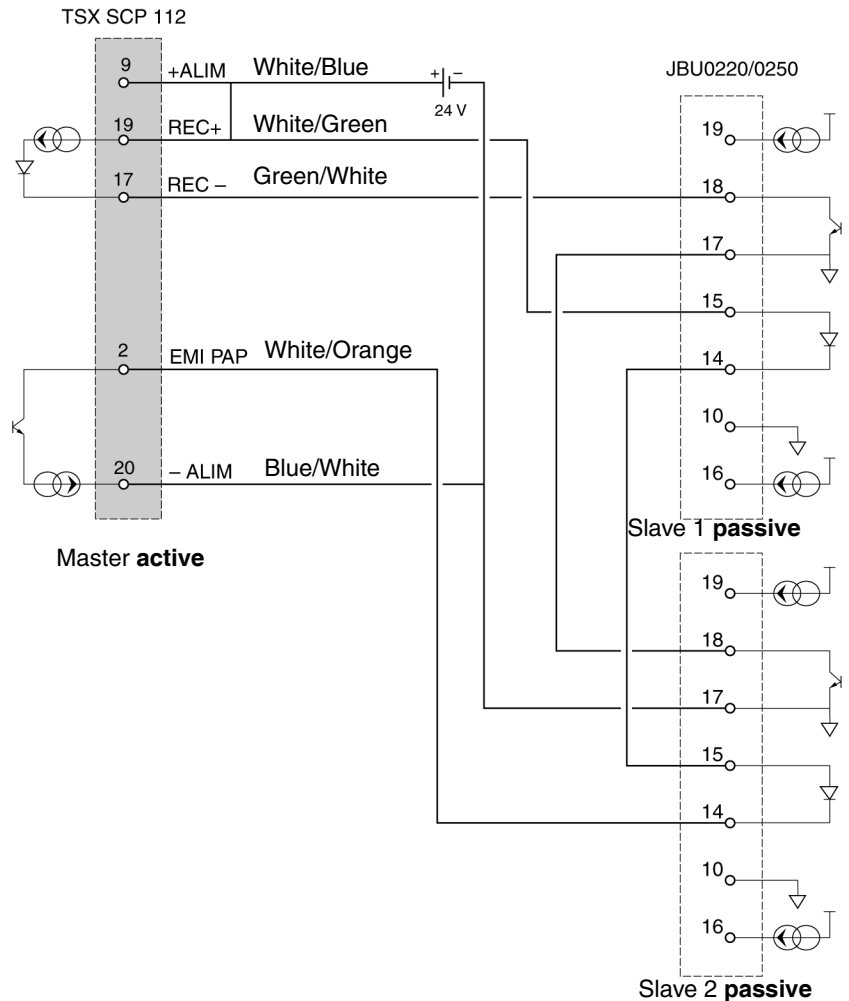 TSX SCP 112
9 +ALIM White/Blue + – 24 V
19 REC+ White/Green
17 REC – Green/White
2 EMI PAP White/Orange
20 – ALIM Blue/White
Master active
JBU0220/0250
19
18
17
15
14
10
16
Slave 1 passive
19
18
17
15
14
10
16
Slave 2 passive